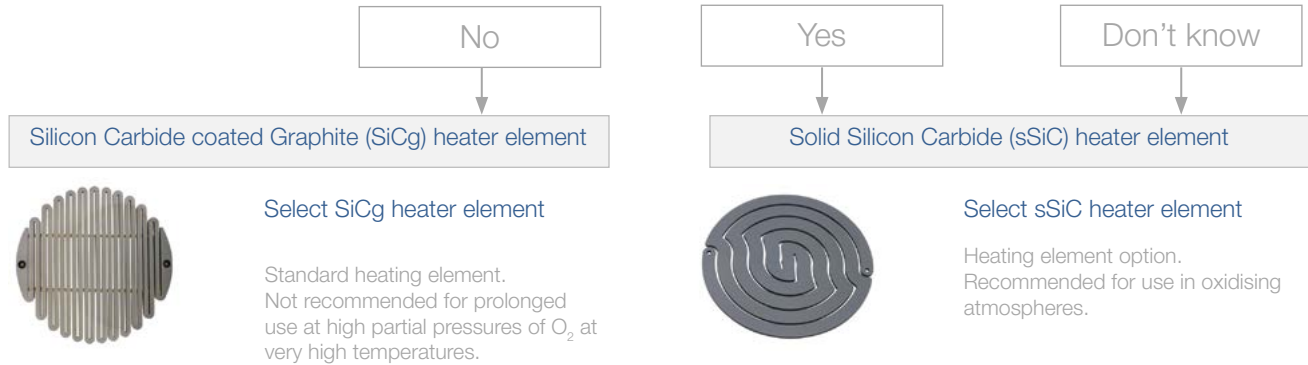 No
Yes
Don't know
Silicon Carbide coated Graphite (SiCg) heater element
Solid Silicon Carbide (sSiC) heater element
Select SiCg heater element
Standard heating element.
Not recommended for prolonged
use at high partial pressures of O₂ at
very high temperatures.
Select sSiC heater element
Heating element option.
Recommended for use in oxidising
atmospheres.